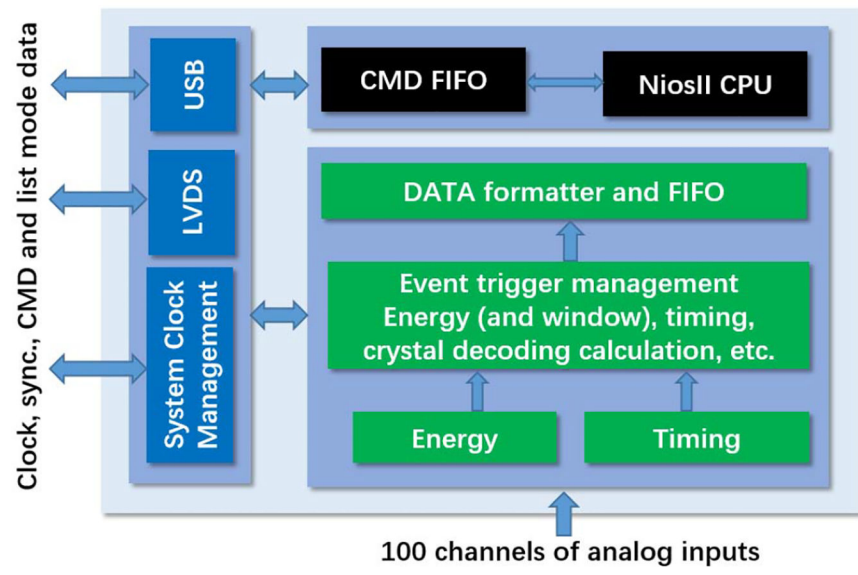 Clock, sync., CMD and list mode data
USB
LVDS
System Clock
Management
CMD FIFO
NiosII CPU
DATA formatter and FIFO
Event trigger management
Energy (and window), timing,
crystal decoding calculation, etc.
Energy
Timing
100 channels of analog inputs